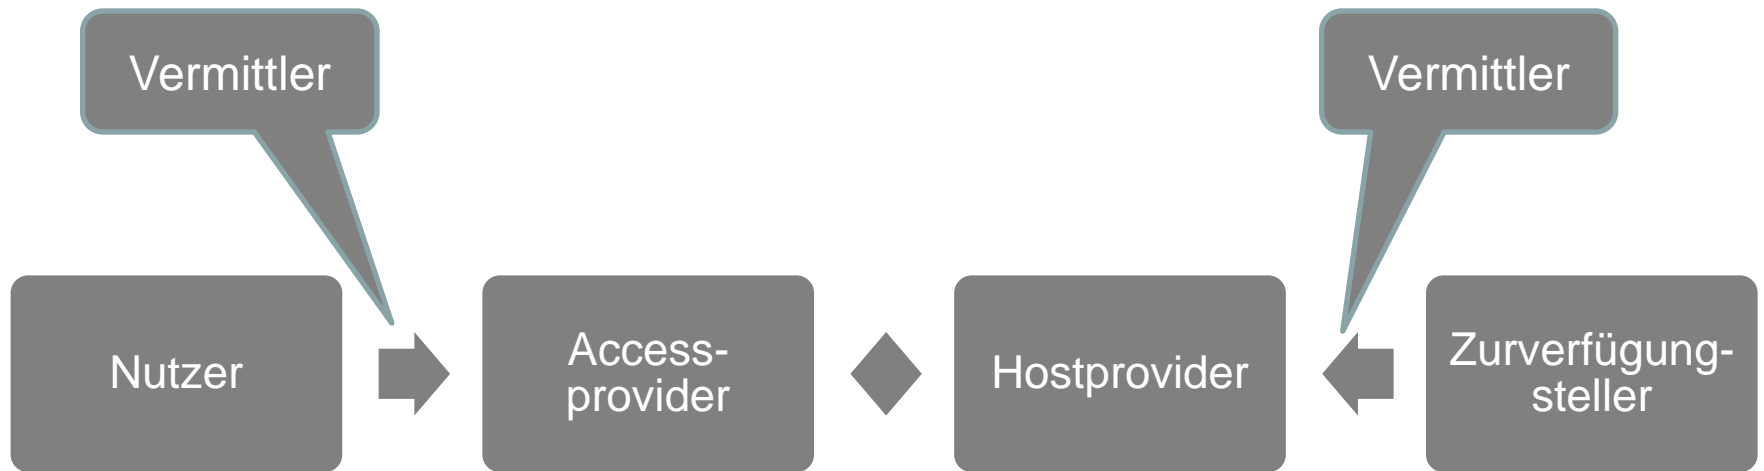 Vermittler
Vermittler
Nutzer
Access-
provider
Hostprovider
Zurverfügung-
steller